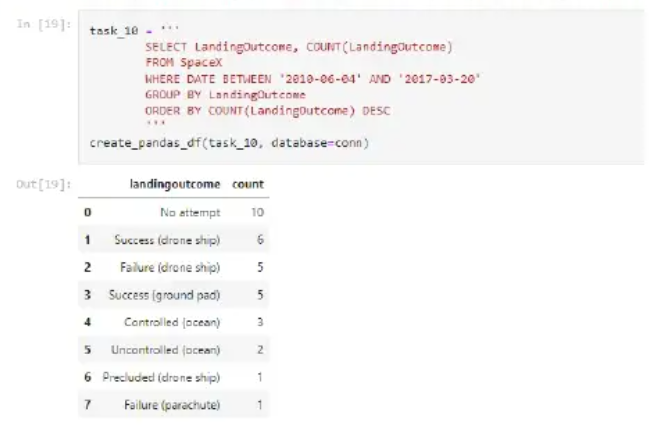 In [19]:
task_10 = '''
SELECT LandingOutcome, COUNT(LandingOutcome)
FROM SpaceX
WHERE DATE BETWEEN '2010-06-04' AND '2017-03-20'
GROUP BY LandingOutcome
ORDER BY COUNT(LandingOutcome) DESC
'''
create_pandas_df(task_10, database=conn)
Out[19]:
landingoutcome count
0 No attempt 10
1 Success (drone ship) 6
2 Failure (drone ship) 5
3 Success (ground pad) 5
4 Controlled (ocean) 3
5 Uncontrolled (ocean) 2
6 Precluded (drone ship) 1
7 Failure (parachute) 1